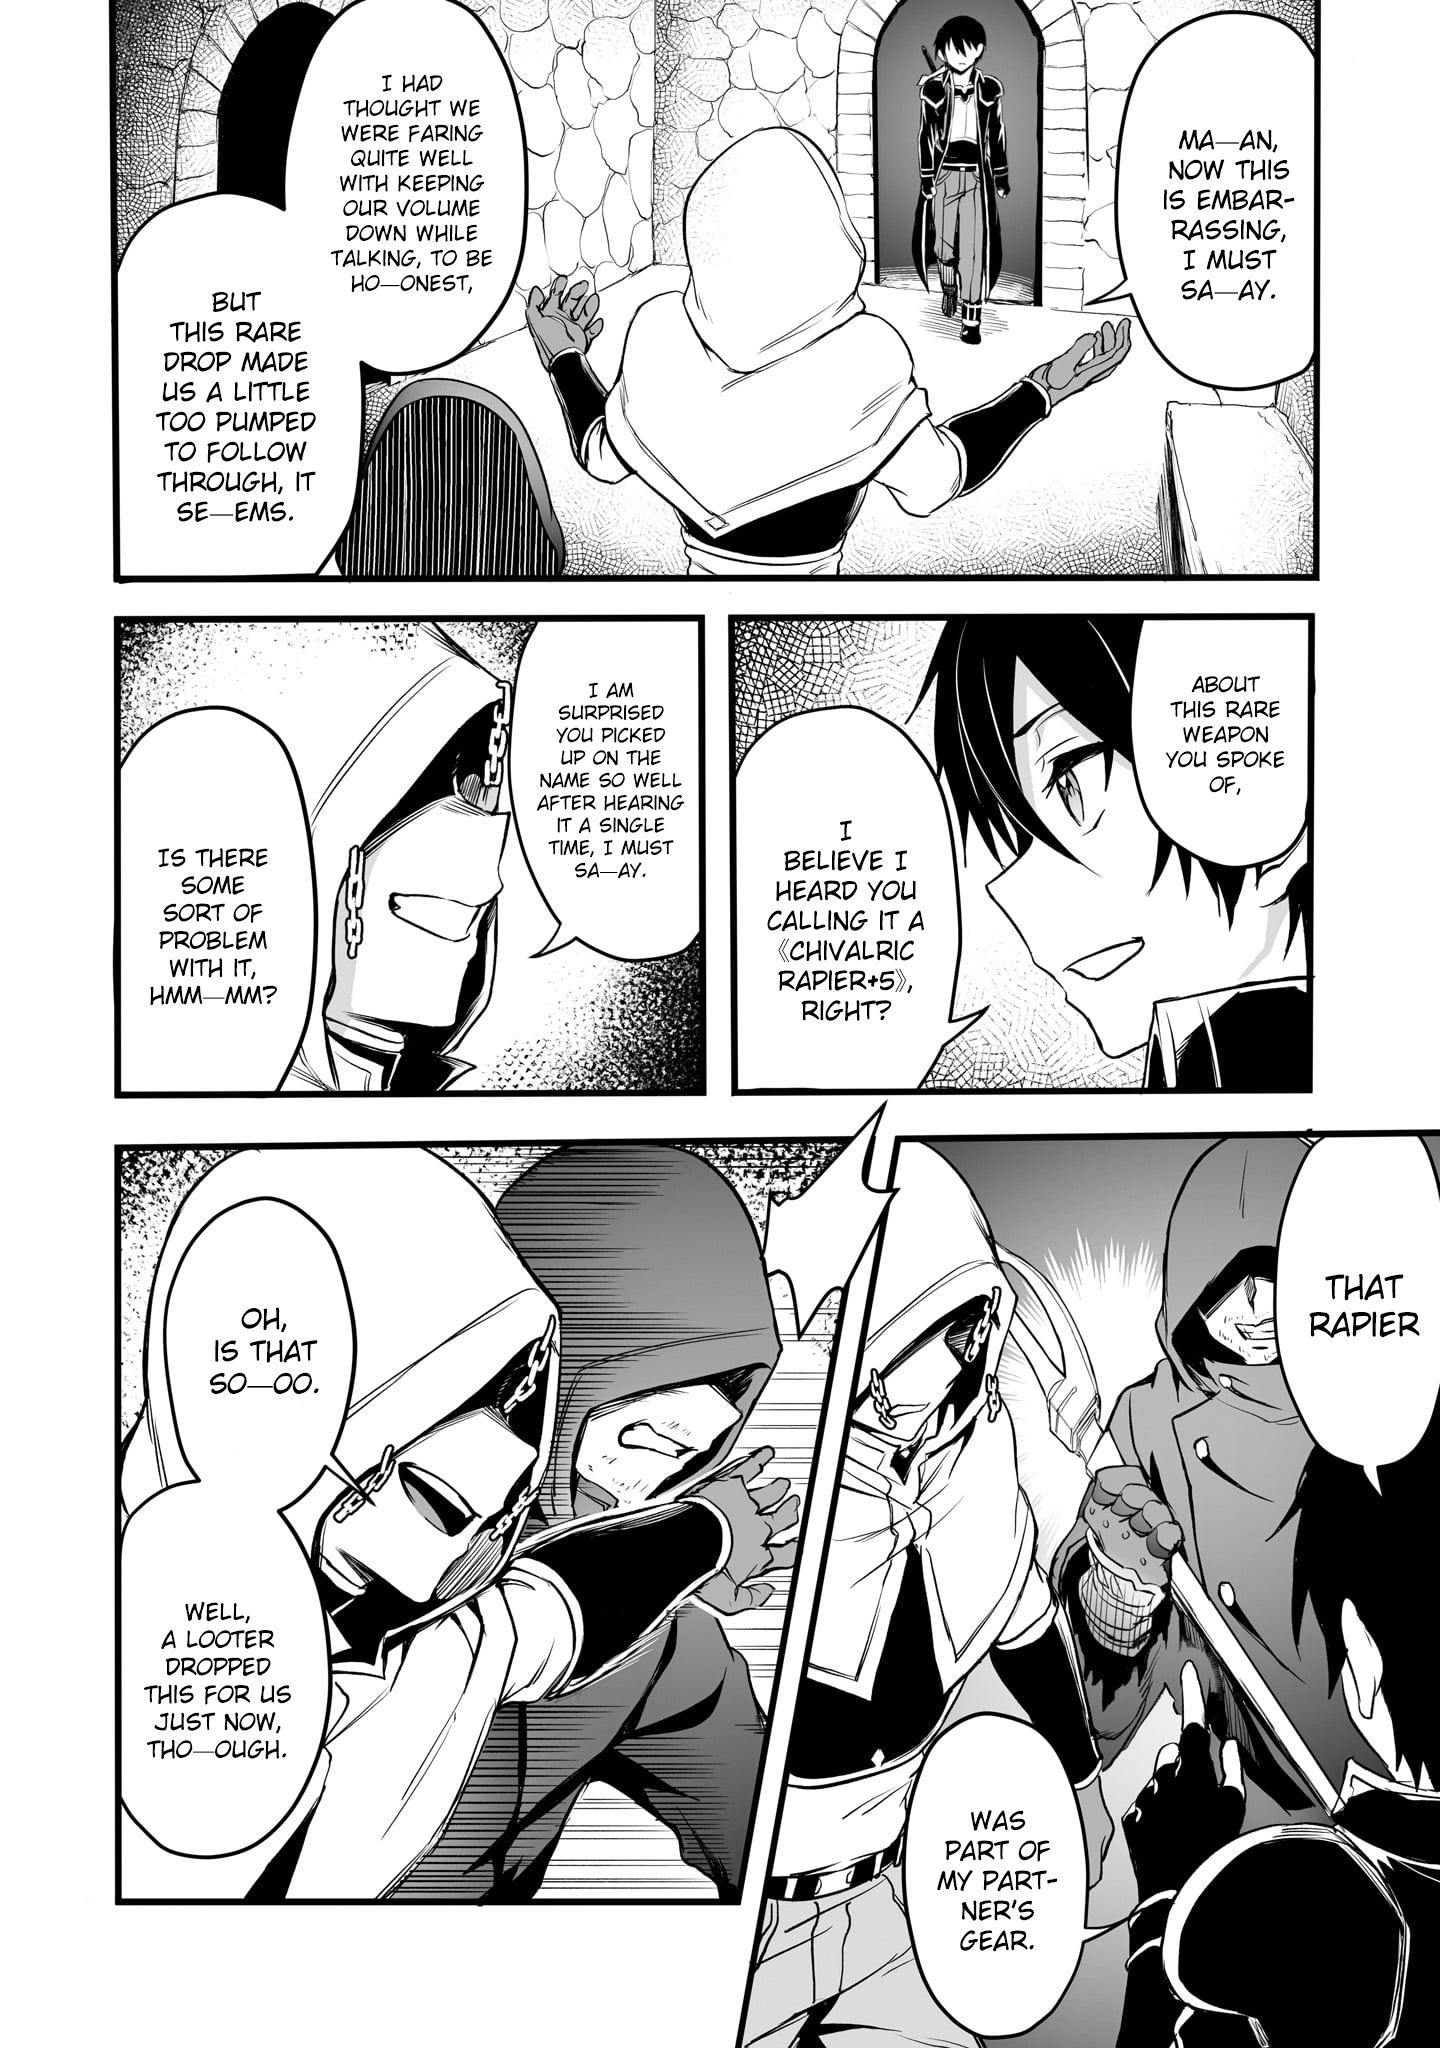 MA—AN,
NOW THIS
IS EMBAR-
RASSING,
I MUST
SA—AY.
I HAD
THOUGHT WE
WERE FARING
QUITE WELL
WITH KEEPING
OUR VOLUME
DOWN WHILE
TALKING, TO BE
HO—ONEST,
BUT
THIS RARE
DROP MADE
US A LITTLE
TOO PUMPED
TO FOLLOW
THROUGH, IT
SE—EMS.
ABOUT
THIS RARE
WEAPON
YOU SPOKE
OF,
I
BELIEVE I
HEARD YOU
CALLING IT A
《CHIVALRIC
RAPIER+5》,
RIGHT?
I AM
SURPRISED
YOU PICKED
UP ON THE
NAME SO WELL
AFTER HEARING
IT A SINGLE
TIME, I MUST
SA—AY.
IS THERE
SOME
SORT OF
PROBLEM
WITH IT,
HMM—MM?
THAT
RAPIER
WAS
PART OF
MY PART-
NER'S
GEAR.
OH,
IS THAT
SO—OO.
WELL,
A LOOTER
DROPPED
THIS FOR US
JUST NOW,
THO—OUGH.